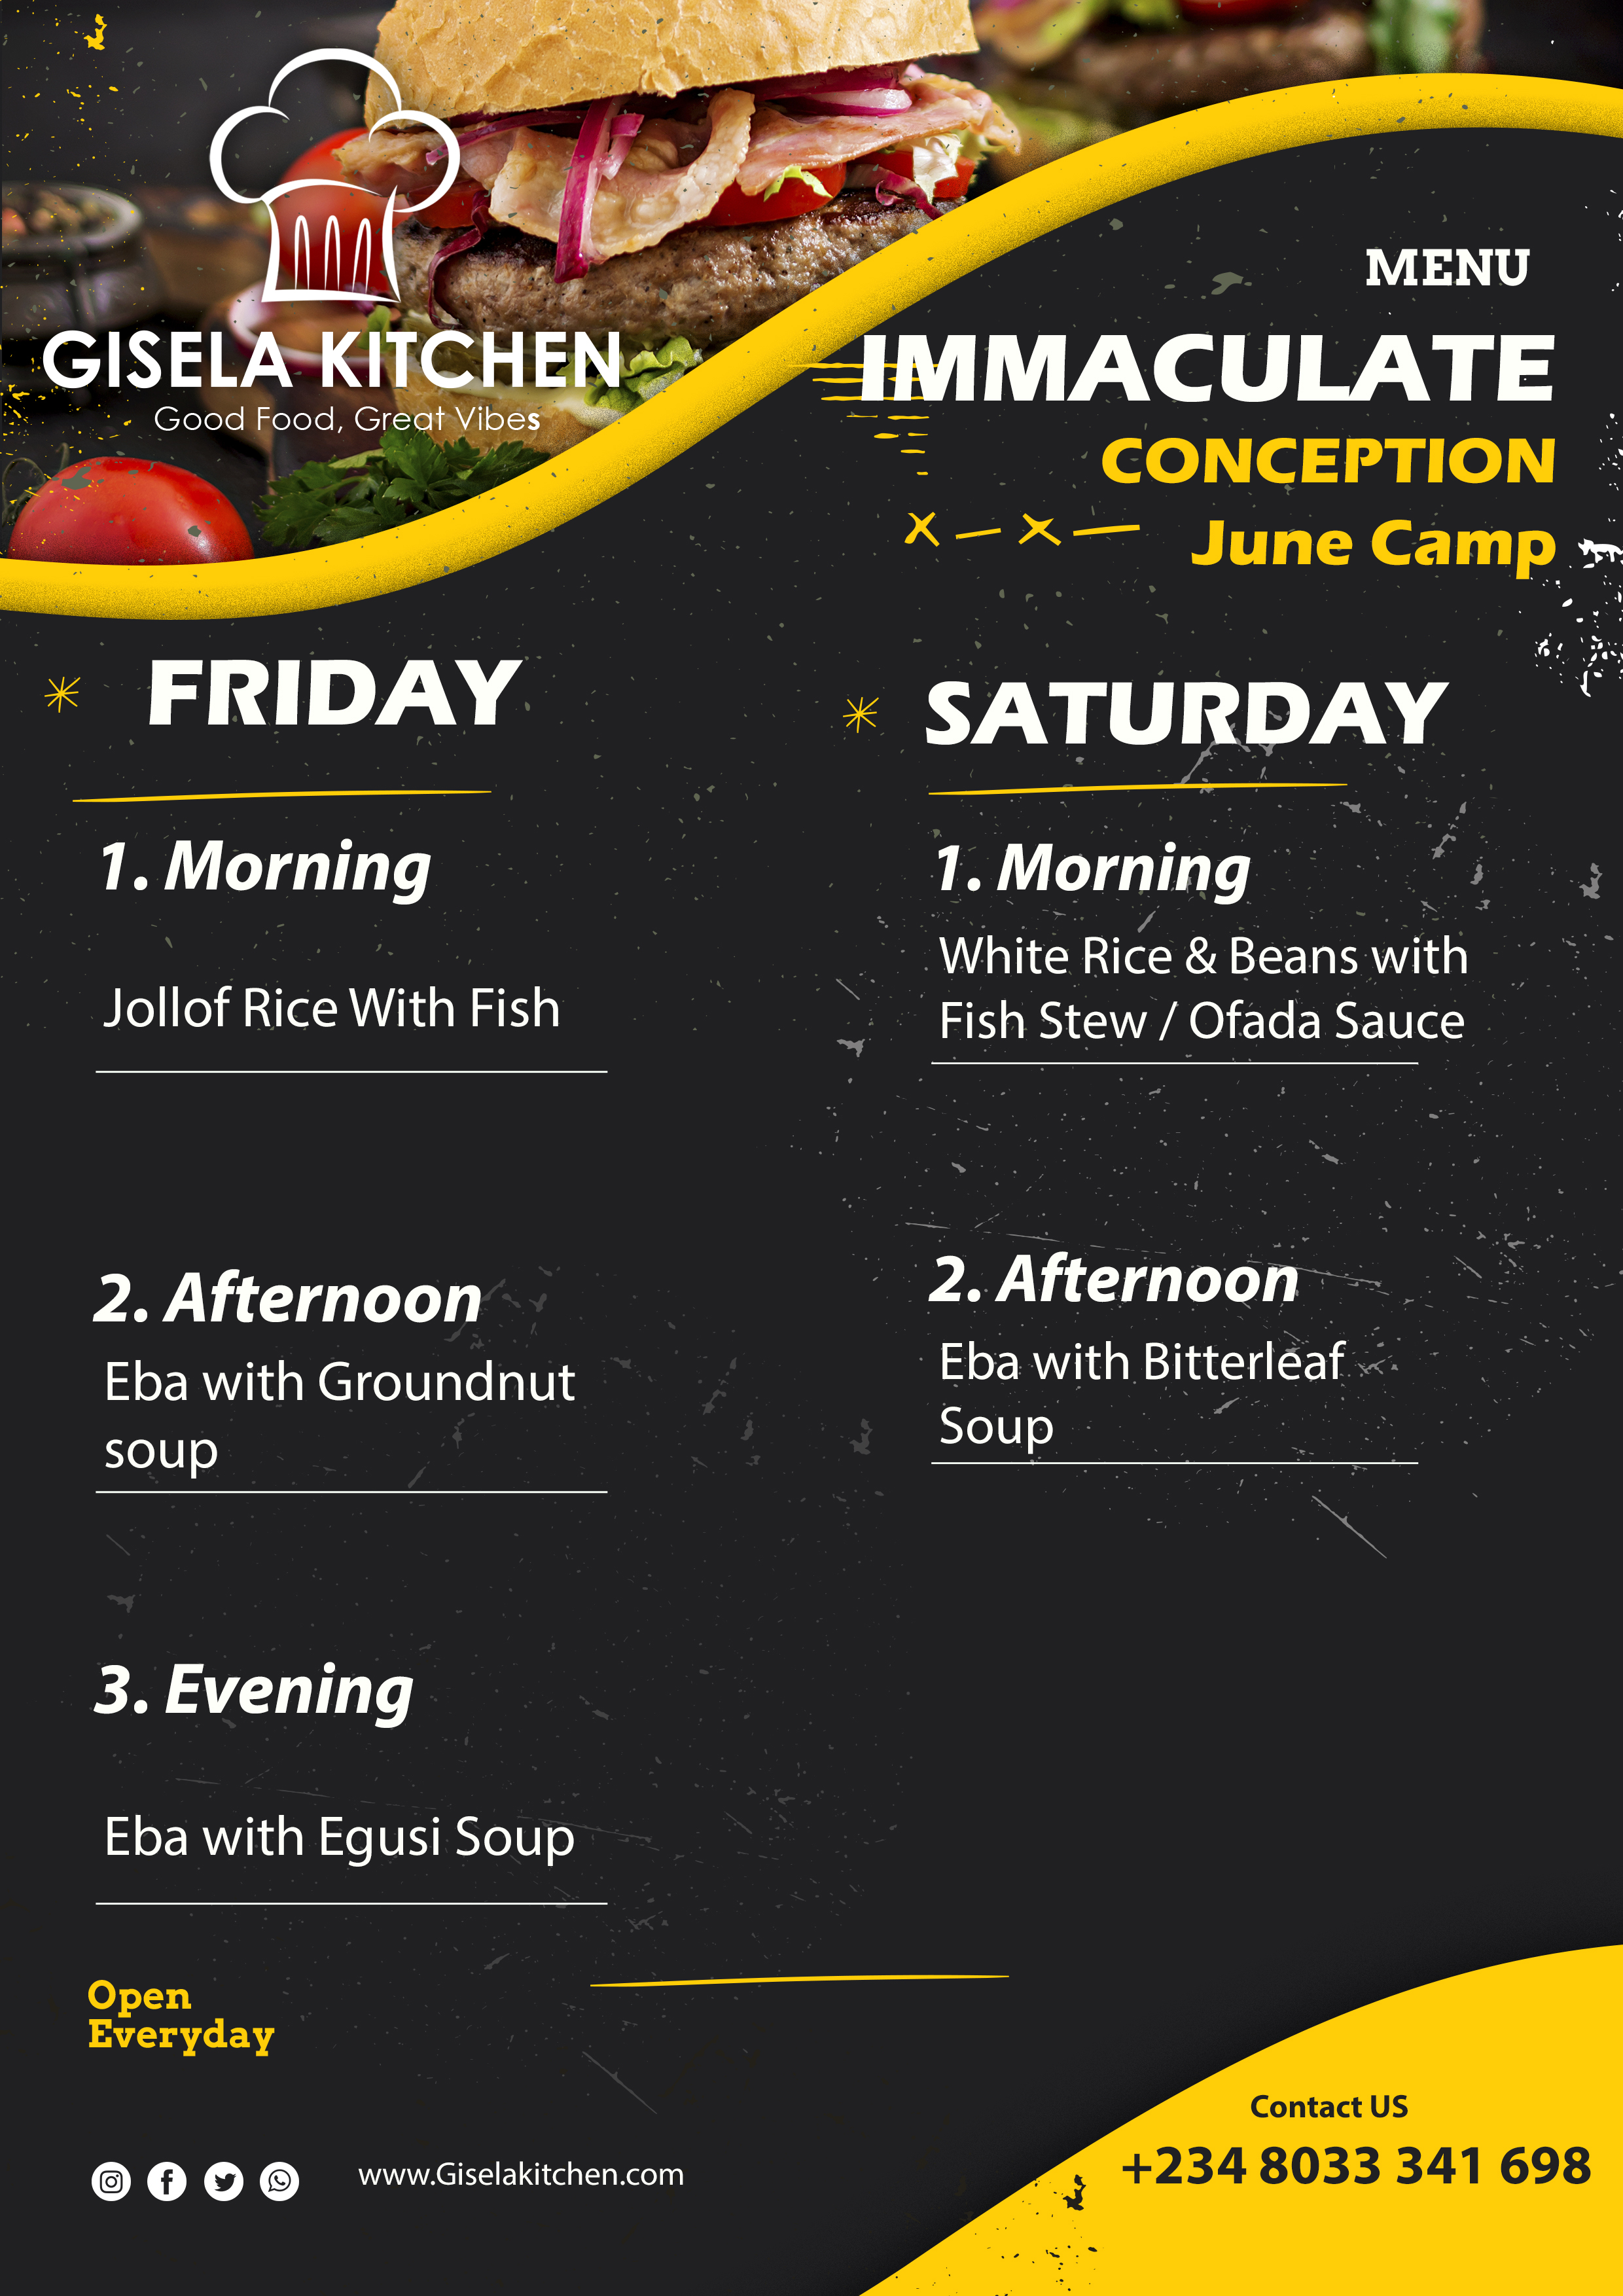 GISELA KITCHEN
Good Food, Great Vibes
MENU
IMMACULATE
CONCEPTION
June Camp
FRIDAY
1. Morning
Jollof Rice With Fish
2. Afternoon
Eba with Groundnut
soup
3. Evening
Eba with Egusi Soup
SATURDAY
1. Morning
White Rice & Beans with
Fish Stew / Ofada Sauce
2. Afternoon
Eba with Bitterleaf
Soup
Open
Everyday
www.Giselakitchen.com
Contact US
+234 8033 341 698